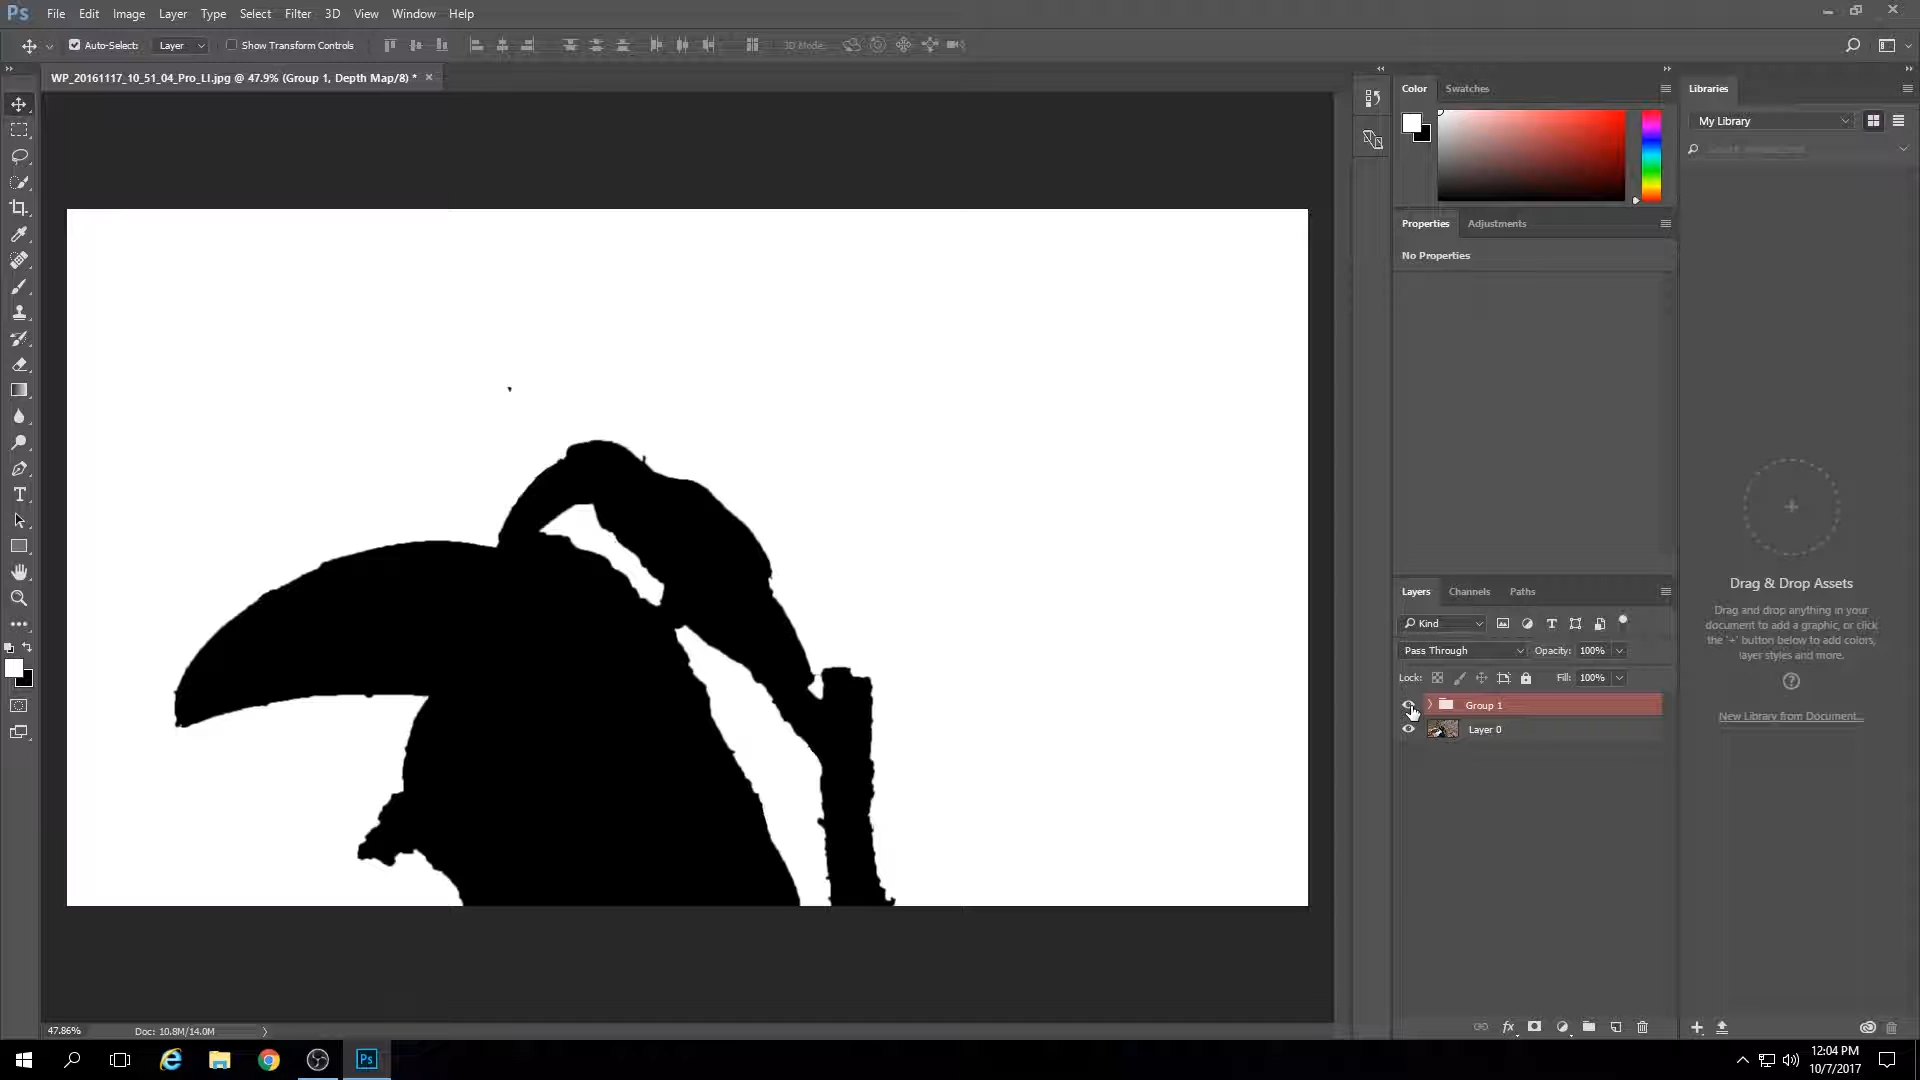 Ps File Edit Image Layer Type Select Filter 3D View Window Help
Auto-Select: Layer Show Transform Controls 3D Mode:
WP_20161117_10_51_04_Pro_LI.jpg @ 47.9% (Group 1, Depth Map/8) * ×
Color Swatches
Libraries
My Library
Properties Adjustments
No Properties
Drag & Drop Assets
Drag and drop anything in your
document to add a graphic, or click
the '+' button below to add colors,
layer styles and more.
New Library from Document...
Layers Channels Paths
Kind
Pass Through Opacity: 100%
Lock: Fill: 100%
Group 1
Layer 0
fx
47.86% Doc: 10.8M/14.0M
Ps
12:04 PM
10/7/2017